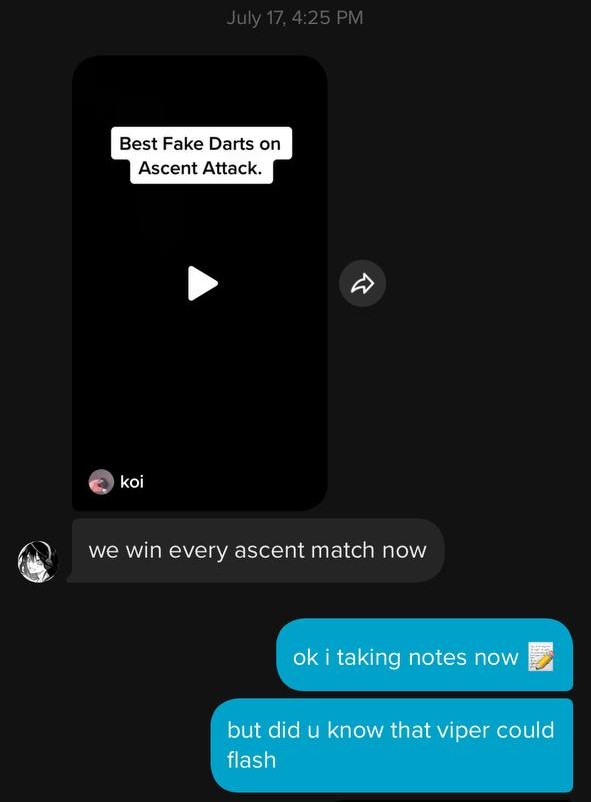 July 17, 4:25 PM
Best Fake Darts on
Ascent Attack.
koi
we win every ascent match now
ok i taking notes now 📝
but did u know that viper could
flash